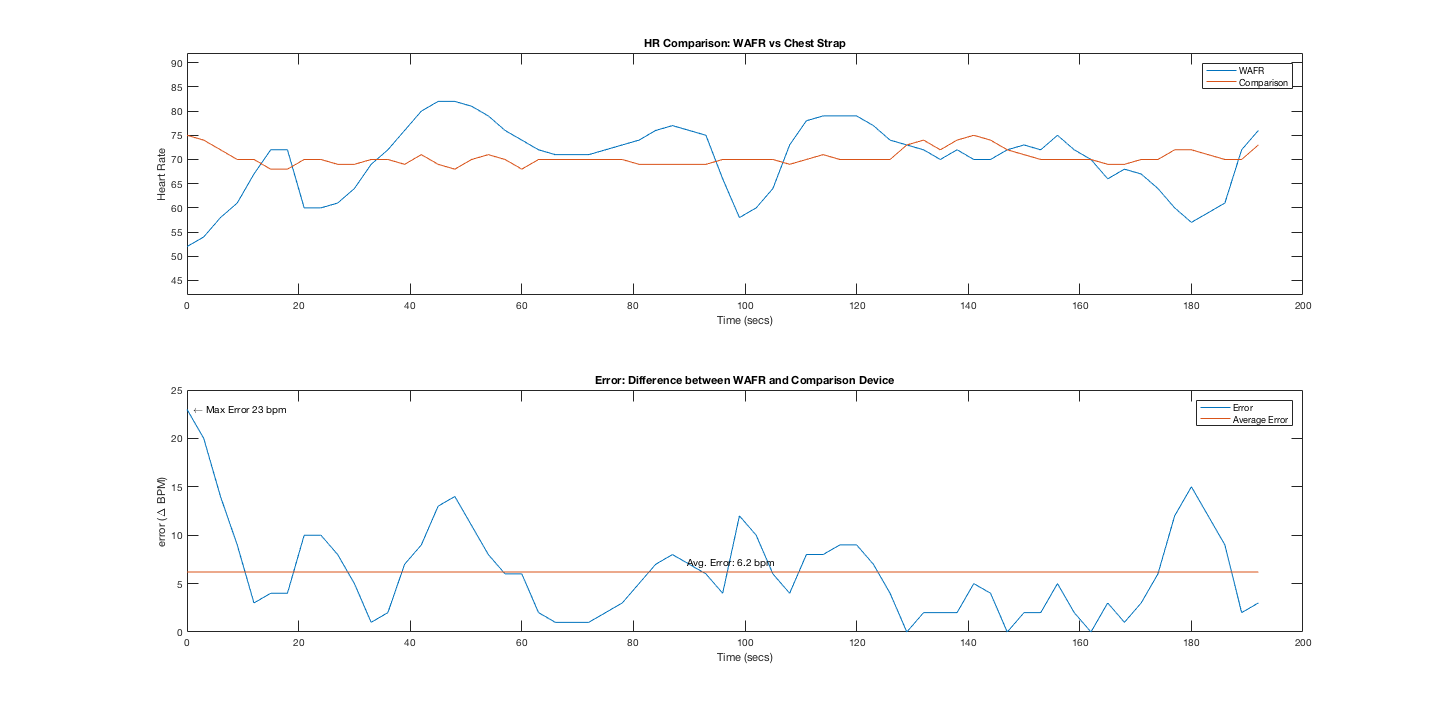 HR Comparison: WAFR vs Chest Strap
90
85
80
75
70
65
60
55
50
45
Heart Rate
WAFR
Comparison
0 20 40 60 80 100 120 140 160 180 200
Time (secs)
Error: Difference between WAFR and Comparison Device
25
20
15
10
5
0
error (Δ BPM)
← Max Error 23 bpm
Avg. Error: 6.2 bpm
Error
Average Error
0 20 40 60 80 100 120 140 160 180 200
Time (secs)